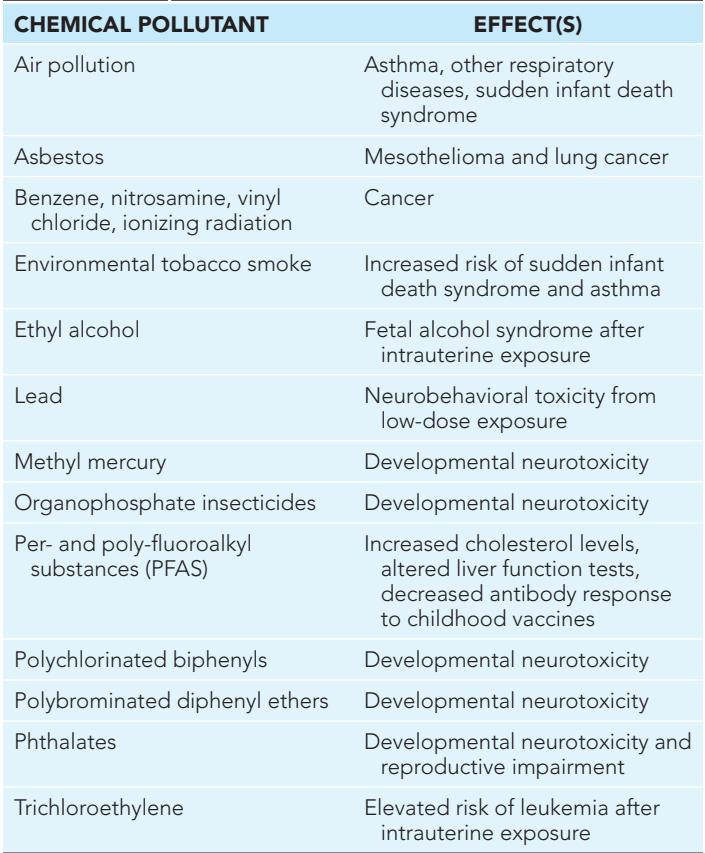 CHEMICAL POLLUTANT EFFECT(S)
Air pollution Asthma, other respiratory
diseases, sudden infant death
syndrome
Asbestos Mesothelioma and lung cancer
Benzene, nitrosamine, vinyl Cancer
chloride, ionizing radiation
Environmental tobacco smoke Increased risk of sudden infant
death syndrome and asthma
Ethyl alcohol Fetal alcohol syndrome after
intrauterine exposure
Lead Neurobehavioral toxicity from
low-dose exposure
Methyl mercury Developmental neurotoxicity
Organophosphate insecticides Developmental neurotoxicity
Per- and poly-fluoroalkyl Increased cholesterol levels,
substances (PFAS) altered liver function tests,
decreased antibody response
to childhood vaccines
Polychlorinated biphenyls Developmental neurotoxicity
Polybrominated diphenyl ethers Developmental neurotoxicity
Phthalates Developmental neurotoxicity and
reproductive impairment
Trichloroethylene Elevated risk of leukemia after
intrauterine exposure